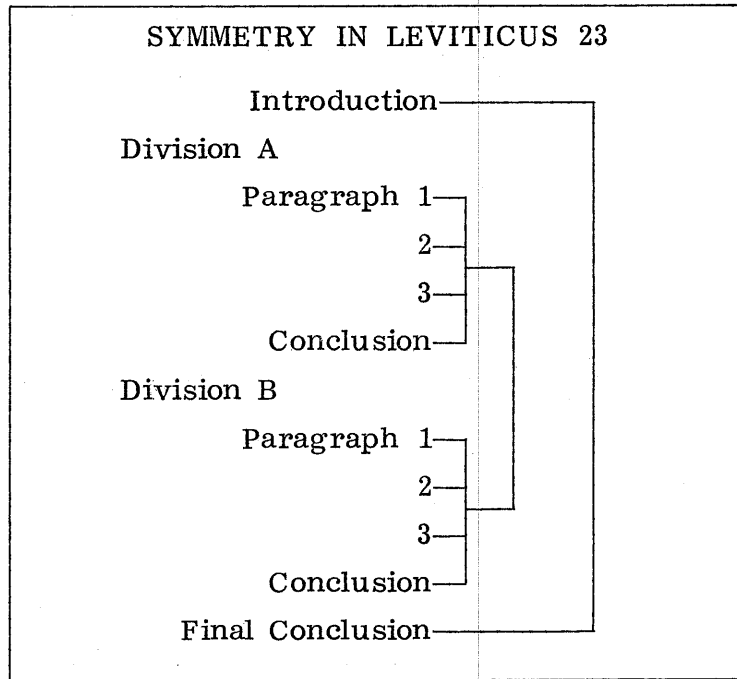 SYMMETRY IN LEVITICUS 23
Introduction
Division A
Paragraph 1
2
3
Conclusion
Division B
Paragraph 1
2
3
Conclusion
Final Conclusion